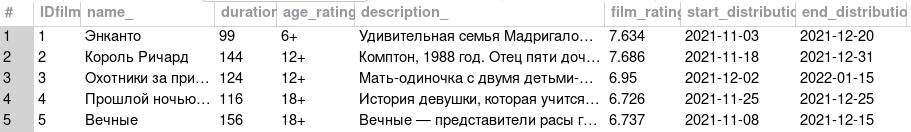 # IDfilm name_ duration age_rating description_ film_rating start_distributio end_distributio
1 1 Энканто 99 6+ Удивительная семья Мадригало... 7.634 2021-11-03 2021-12-20
2 2 Король Ричард 144 12+ Комптон, 1988 год. Отец пяти доч... 7.686 2021-11-18 2021-12-31
3 3 Охотники за при... 124 12+ Мать-одиночка с двумя детьми-... 6.95 2021-12-02 2022-01-15
4 4 Прошлой ночью... 116 18+ История девушки, которая учится... 6.726 2021-11-25 2021-12-25
5 5 Вечные 156 18+ Вечные — представители расы г... 6.737 2021-11-08 2021-12-15